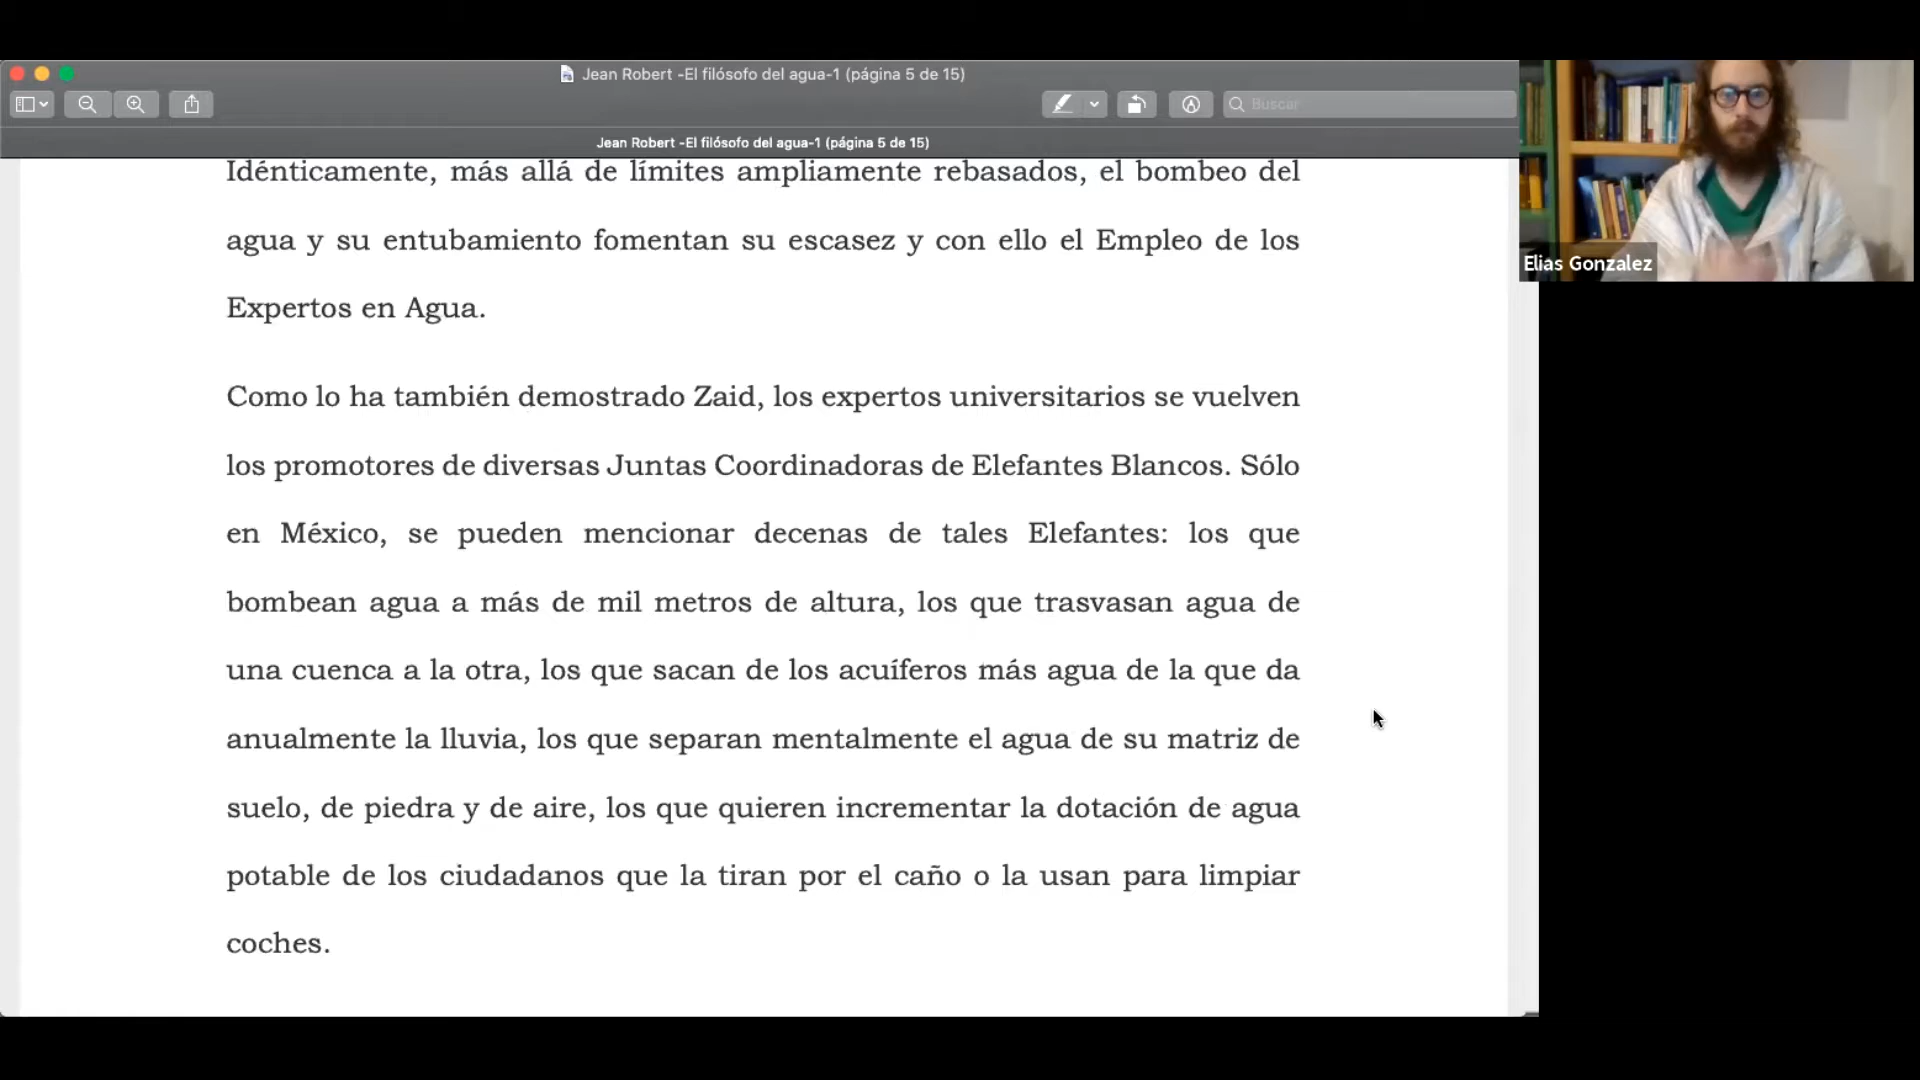 Jean Robert -El filósofo del agua-1 (página 5 de 15)
Buscar
Jean Robert -El filósofo del agua-1 (página 5 de 15)
Elias Gonzalez
Idénticamente, más allá de límites ampliamente rebasados, el bombeo del
agua y su entubamiento fomentan su escasez y con ello el Empleo de los
Expertos en Agua.
Como lo ha también demostrado Zaid, los expertos universitarios se vuelven
los promotores de diversas Juntas Coordinadoras de Elefantes Blancos. Sólo
en México, se pueden mencionar decenas de tales Elefantes: los que
bombean agua a más de mil metros de altura, los que trasvasan agua de
una cuenca a la otra, los que sacan de los acuíferos más agua de la que da
anualmente la lluvia, los que separan mentalmente el agua de su matriz de
suelo, de piedra y de aire, los que quieren incrementar la dotación de agua
potable de los ciudadanos que la tiran por el caño o la usan para limpiar
coches.